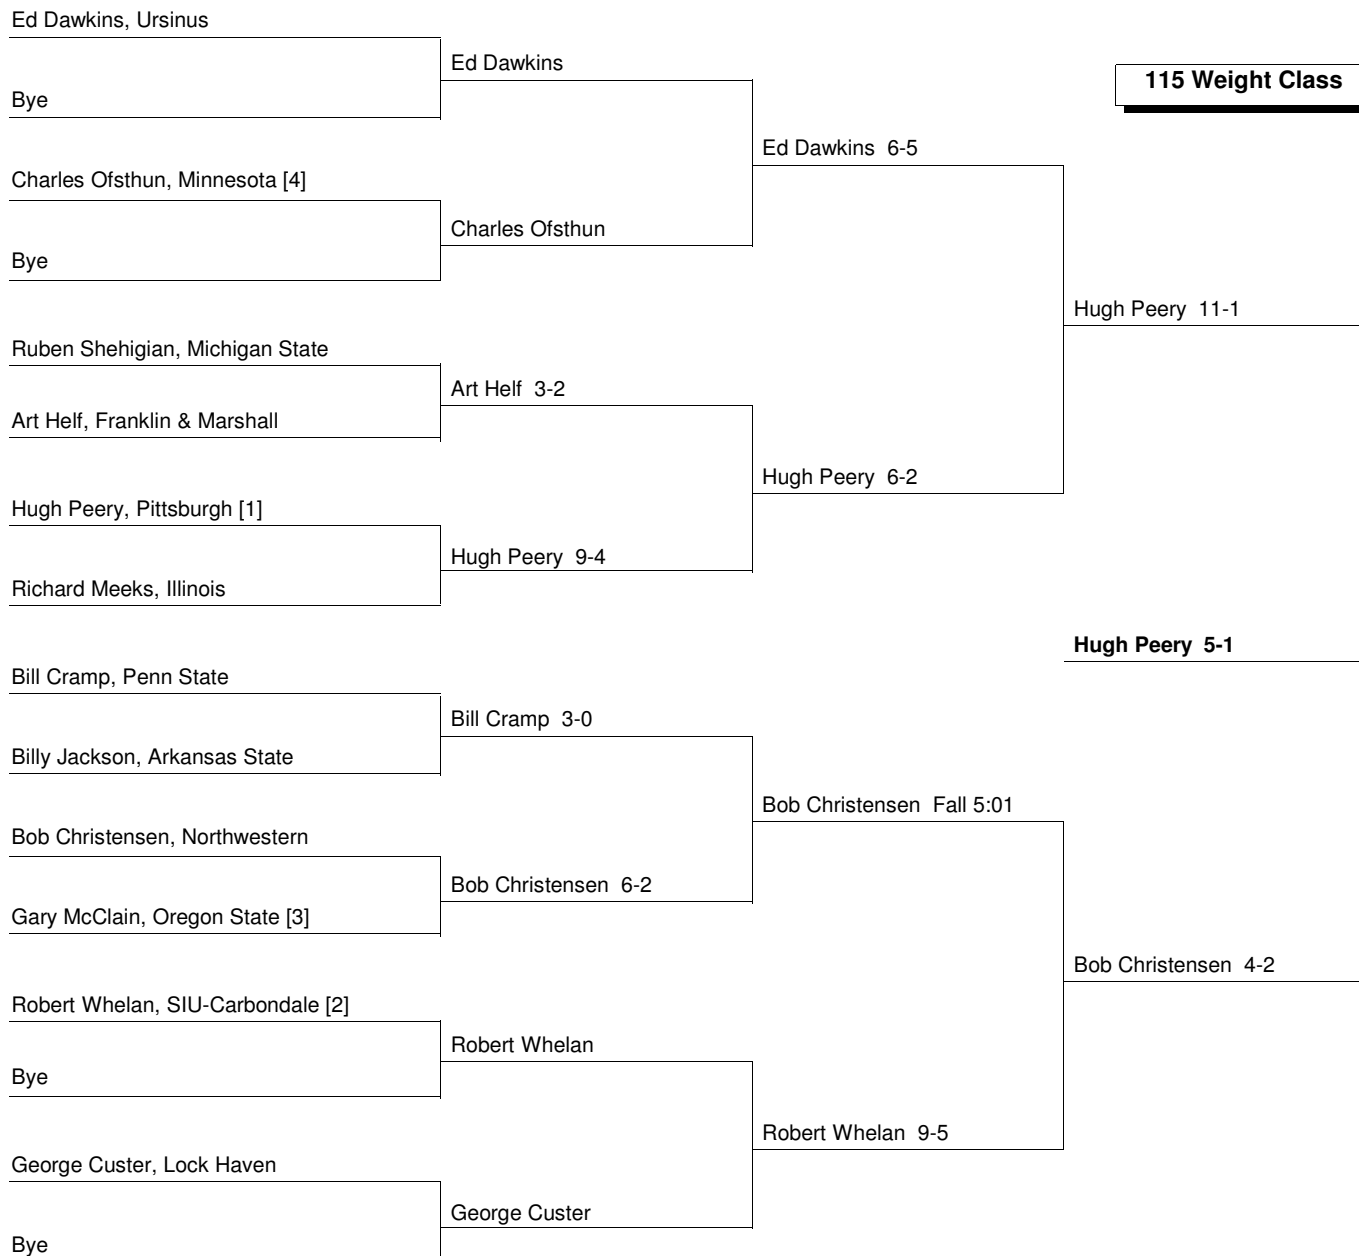 Ed Dawkins, Ursinus
Ed Dawkins
115 Weight Class
Bye
Ed Dawkins 6-5
Charles Ofsthun, Minnesota [4]
Charles Ofsthun
Bye
Hugh Peery 11-1
Ruben Shehigian, Michigan State
Art Helf 3-2
Art Helf, Franklin & Marshall
Hugh Peery 6-2
Hugh Peery, Pittsburgh [1]
Hugh Peery 9-4
Richard Meeks, Illinois
Hugh Peery 5-1
Bill Cramp, Penn State
Bill Cramp 3-0
Billy Jackson, Arkansas State
Bob Christensen Fall 5:01
Bob Christensen, Northwestern
Bob Christensen 6-2
Gary McClain, Oregon State [3]
Bob Christensen 4-2
Robert Whelan, SIU-Carbondale [2]
Robert Whelan
Bye
Robert Whelan 9-5
George Custer, Lock Haven
George Custer
Bye